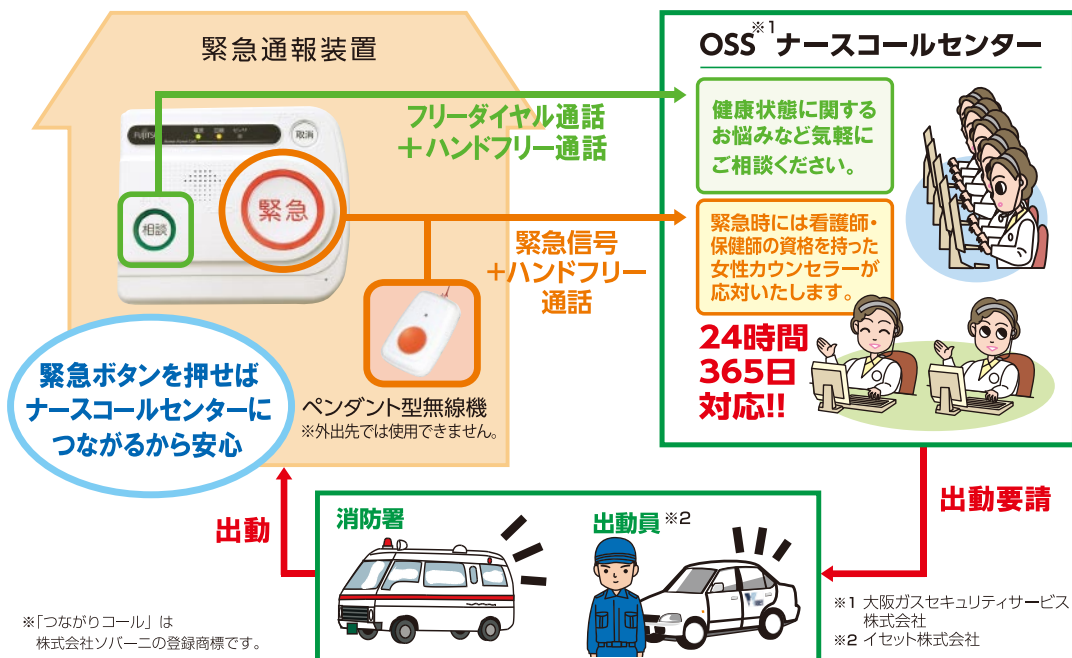 緊急通報装置
FUJITSU
電源
取消
相談
緊急
フリーダイヤル通話
＋ハンドフリー通話
緊急信号
＋ハンドフリー
通話
ペンダント型無線機
※外出先では使用できません。
緊急ボタンを押せば
ナースコールセンターに
つながるから安心
OSS※1ナースコールセンター
健康状態に関する
お悩みなど気軽に
ご相談ください。
緊急時には看護師・
保健師の資格を持った
女性カウンセラーが
応対いたします。
24時間
365日
対応!!
出動要請
出動
消防署
出動員※2
※「つながりコール」は
株式会社ソバーニの登録商標です。
※1 大阪ガスセキュリティサービス
株式会社
※2 イセット株式会社